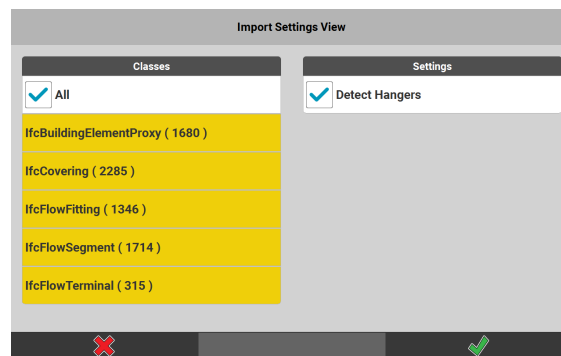 Import Settings View
Classes
All
IfcBuildingElementProxy ( 1680 )
IfcCovering ( 2285 )
IfcFlowFitting ( 1346 )
IfcFlowSegment ( 1714 )
IfcFlowTerminal ( 315 )
Settings
Detect Hangers